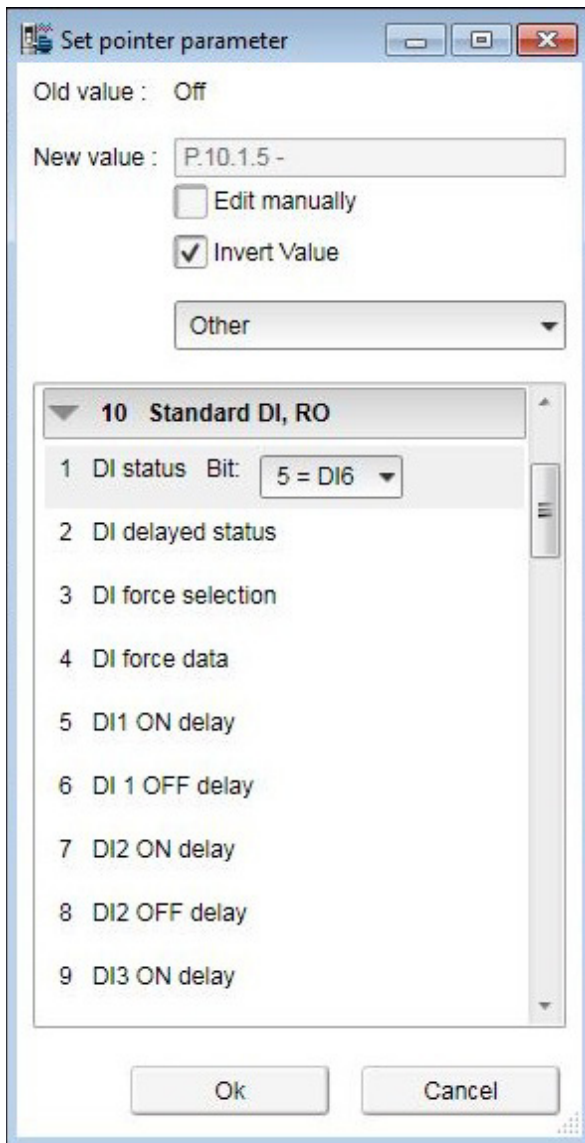 Set pointer parameter
Old value : Off
New value : P.10.1.5 -
Edit manually
Invert Value
Other
10 Standard DI, RO
1 DI status Bit: 5 = DI6
2 DI delayed status
3 DI force selection
4 DI force data
5 DI1 ON delay
6 DI 1 OFF delay
7 DI2 ON delay
8 DI2 OFF delay
9 DI3 ON delay
Ok Cancel